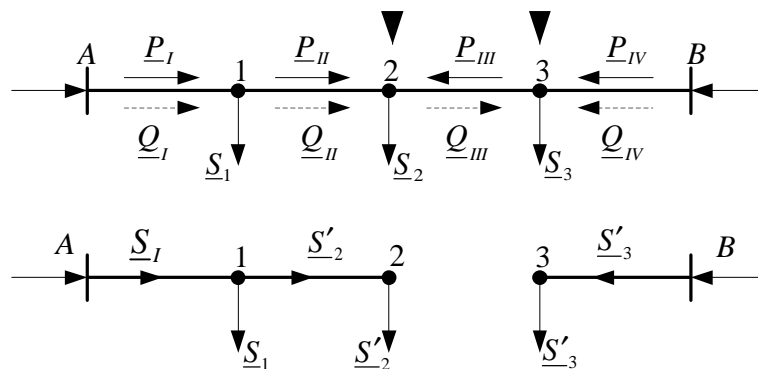 A P_I 1 P_II 2 P_III 3 P_IV B
Q_I Q_II Q_III Q_IV
S_1 S_2 S_3
A S_I 1 S'_2 2 3 S'_3 B
S_1 S'_2 S'_3